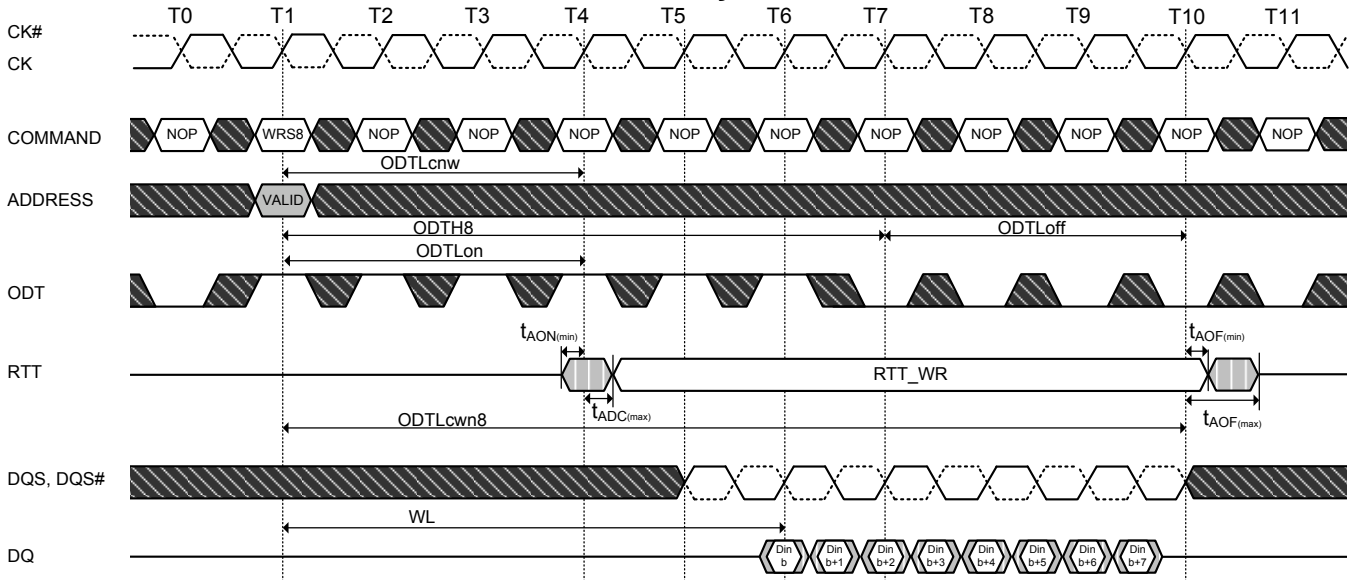 T0 T1 T2 T3 T4 T5 T6 T7 T8 T9 T10 T11
CK#
CK
COMMAND NOP WRS8 NOP NOP NOP NOP NOP NOP NOP NOP NOP NOP
ODTLcnw
ADDRESS VALID
ODTH8 ODTLoff
ODTLon
ODT
tAON(min) tAOF(min)
RTT RTT_WR
tADC(max) tAOF(max)
ODTLcwn8
DQS, DQS#
WL
DQ Din b Din b+1 Din b+2 Din b+3 Din b+4 Din b+5 Din b+6 Din b+7